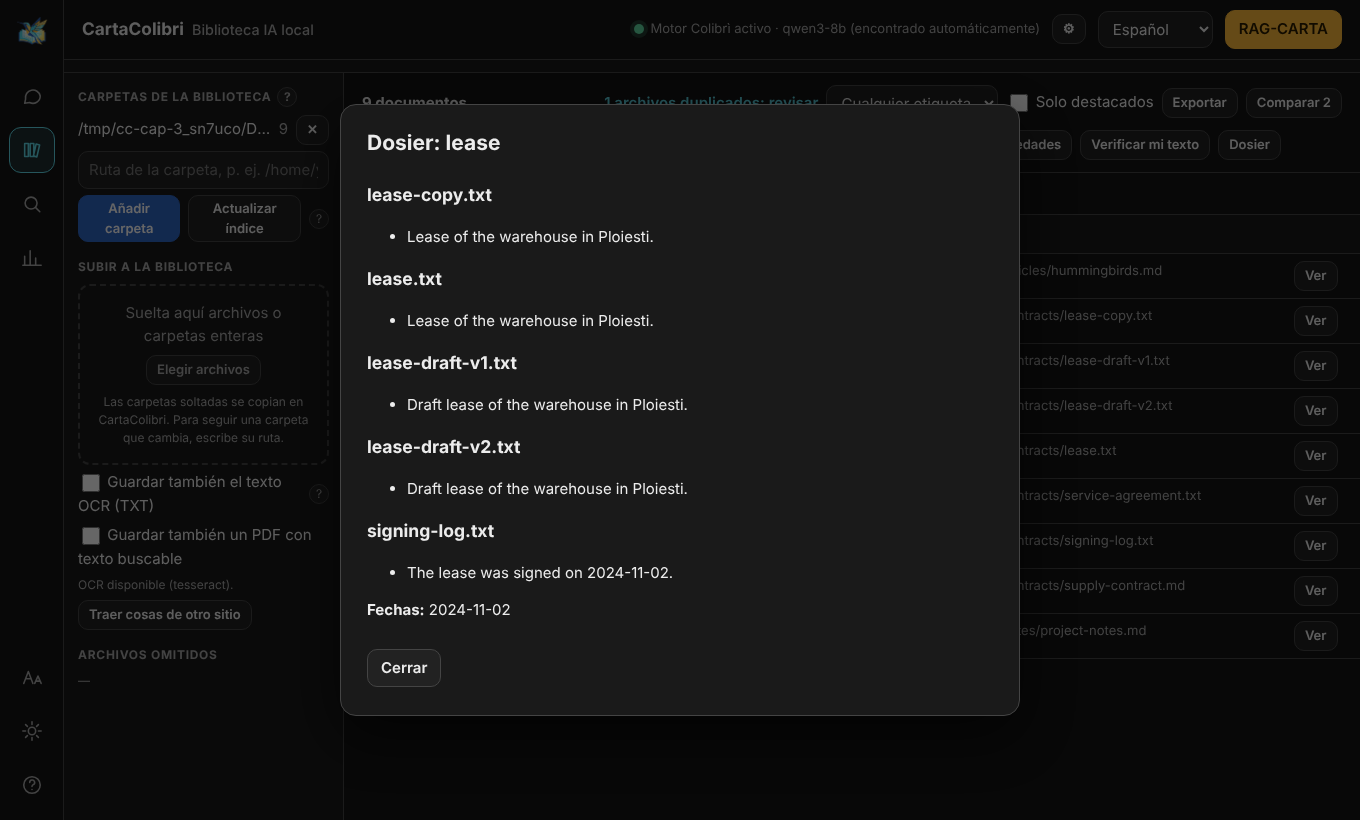 CartaColibri Biblioteca IA local
Motor Colibrì activo · qwen3-8b (encontrado automáticamente)
Español
RAG-CARTA
CARPETAS DE LA BIBLIOTECA ?
/tmp/cc-cap-3_sn7uco/D... 9 ×
Ruta de la carpeta, p. ej. /home/
Añadir carpeta
Actualizar índice
?
SUBIR A LA BIBLIOTECA
Suelta aquí archivos o
carpetas enteras
Elegir archivos
Las carpetas soltadas se copian en
CartaColibri. Para seguir una carpeta
que cambia, escribe su ruta.
Guardar también el texto
OCR (TXT)
?
Guardar también un PDF con
texto buscable
OCR disponible (tesseract).
Traer cosas de otro sitio
ARCHIVOS OMITIDOS
—
9 documentos
1 archivos duplicados: revisar
Cualquier etiqueta
Solo destacados
Exportar
Comparar 2
edades
Verificar mi texto
Dosier
Dosier: lease
lease-copy.txt
• Lease of the warehouse in Ploiesti.
lease.txt
• Lease of the warehouse in Ploiesti.
lease-draft-v1.txt
• Draft lease of the warehouse in Ploiesti.
lease-draft-v2.txt
• Draft lease of the warehouse in Ploiesti.
signing-log.txt
• The lease was signed on 2024-11-02.
Fechas: 2024-11-02
Cerrar
icles/hummingbirds.md Ver
ntracts/lease-copy.txt Ver
ntracts/lease-draft-v1.txt Ver
ntracts/lease-draft-v2.txt Ver
ntracts/lease.txt Ver
ntracts/service-agreement.txt Ver
ntracts/signing-log.txt Ver
ntracts/supply-contract.md Ver
es/project-notes.md Ver